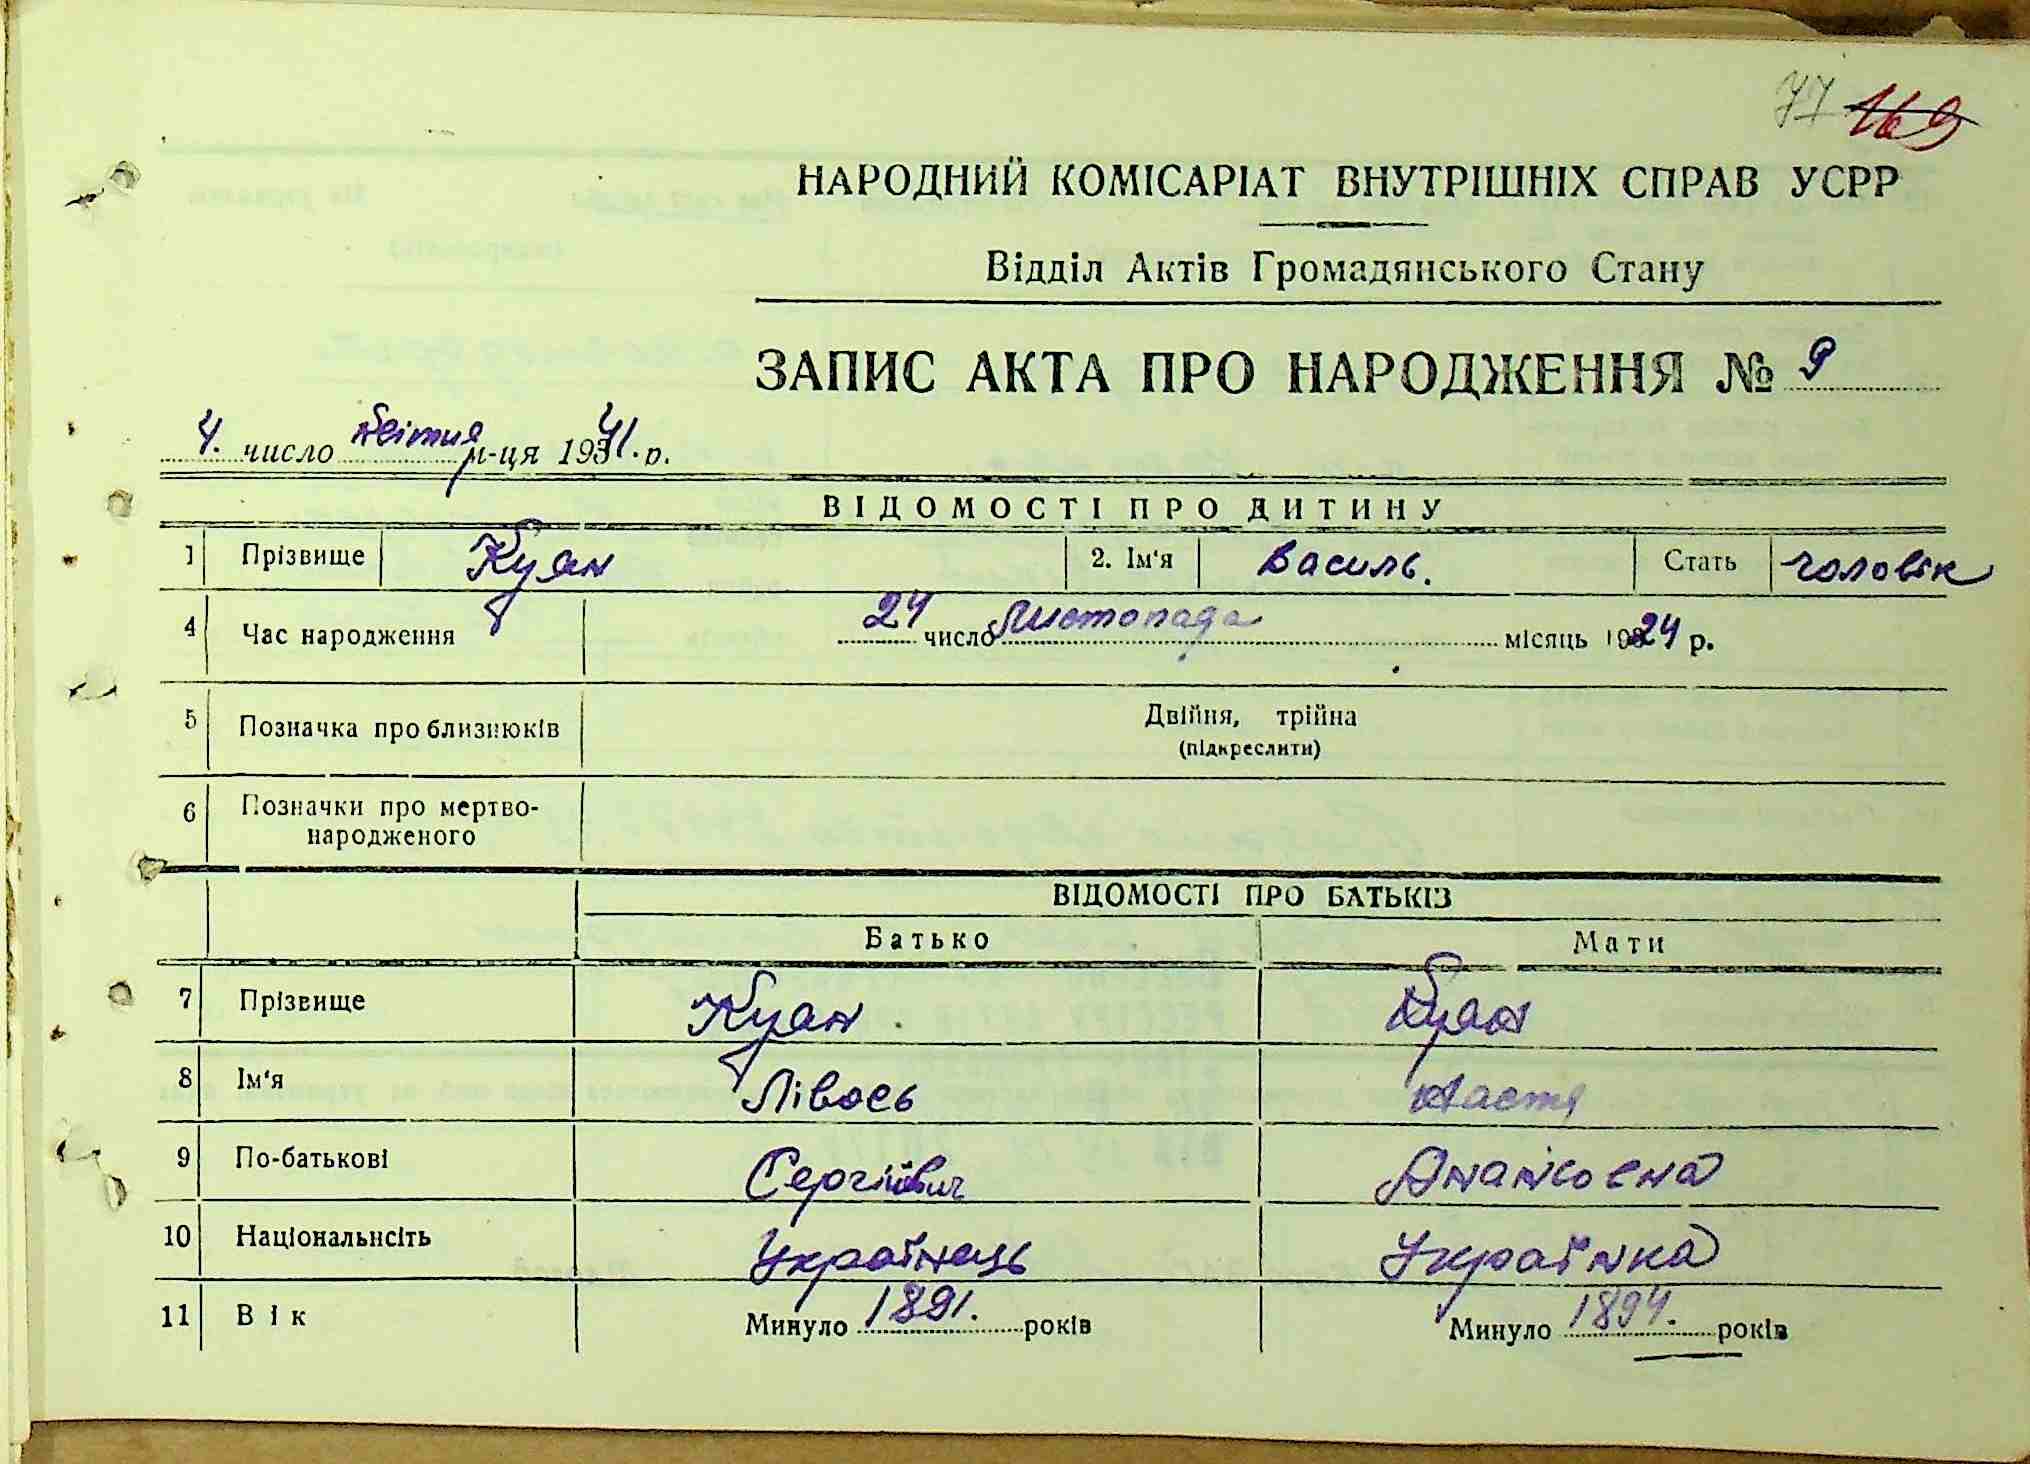 77 169
НАРОДНИЙ КОМІСАРІАТ ВНУТРІШНІХ СПРАВ УСРР
Відділ Актів Громадянського Стану
ЗАПИС АКТА ПРО НАРОДЖЕННЯ № 9
4. число квітня м-ця 1941. р.
ВІДОМОСТІ ПРО ДИТИНУ
1 Прізвище Куян 2. Ім'я Василь. Стать чоловік
4 Час народження 24 число Листопада місяць 1924 р.
5 Позначка про близнюків Двійня, трійна
(підкреслити)
6 Позначки про мертво-
народженого
ВІДОМОСТІ ПРО БАТЬКІВ
Батько Мати
7 Прізвище Куян Куян
8 Ім'я Лівось Настя
9 По-батькові Сергійович
10 Національнсіть Українець Українка
11 Вік Минуло 1891. років Минуло 1894. років